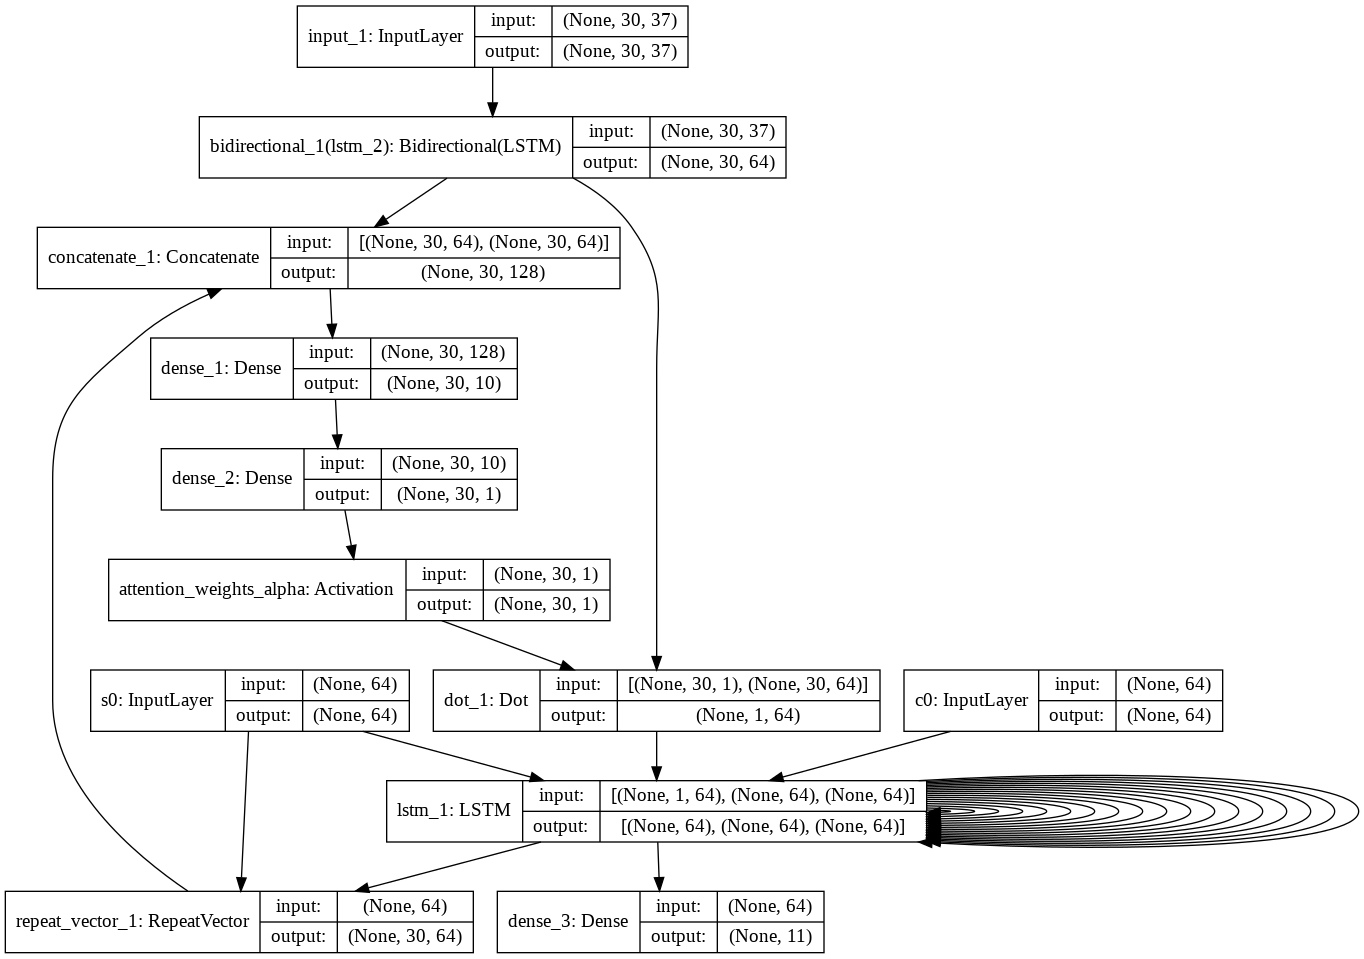 input_1: InputLayer
input: (None, 30, 37)
output: (None, 30, 37)
bidirectional_1(lstm_2): Bidirectional(LSTM)
input: (None, 30, 37)
output: (None, 30, 64)
concatenate_1: Concatenate
input: [(None, 30, 64), (None, 30, 64)]
output: (None, 30, 128)
dense_1: Dense
input: (None, 30, 128)
output: (None, 30, 10)
dense_2: Dense
input: (None, 30, 10)
output: (None, 30, 1)
attention_weights_alpha: Activation
input: (None, 30, 1)
output: (None, 30, 1)
s0: InputLayer
input: (None, 64)
output: (None, 64)
dot_1: Dot
input: [(None, 30, 1), (None, 30, 64)]
output: (None, 1, 64)
c0: InputLayer
input: (None, 64)
output: (None, 64)
lstm_1: LSTM
input: [(None, 1, 64), (None, 64), (None, 64)]
output: [(None, 64), (None, 64), (None, 64)]
repeat_vector_1: RepeatVector
input: (None, 64)
output: (None, 30, 64)
dense_3: Dense
input: (None, 64)
output: (None, 11)